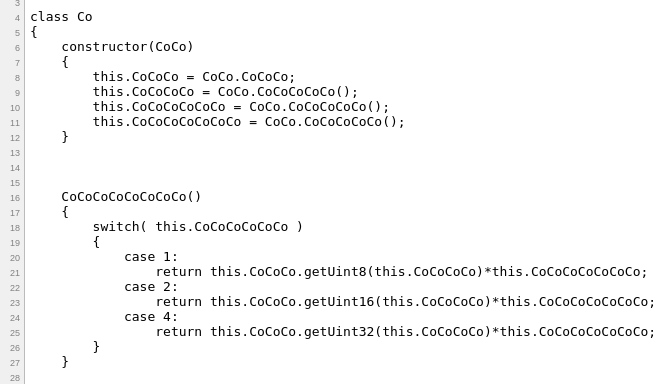 3
4 class Co
5 {
6 constructor(CoCo)
7 {
8 this.CoCoCo = CoCo.CoCoCo;
9 this.CoCoCoCo = CoCo.CoCoCoCoCo();
10 this.CoCoCoCoCoCo = CoCo.CoCoCoCoCo();
11 this.CoCoCoCoCoCoCo = CoCo.CoCoCoCoCo();
12 }
13
14
15
16 CoCoCoCoCoCoCoCo()
17 {
18 switch( this.CoCoCoCoCoCo )
19 {
20 case 1:
21 return this.CoCoCo.getUint8(this.CoCoCoCo)*this.CoCoCoCoCoCoCo;
22 case 2:
23 return this.CoCoCo.getUint16(this.CoCoCoCo)*this.CoCoCoCoCoCoCo;
24 case 4:
25 return this.CoCoCo.getUint32(this.CoCoCoCo)*this.CoCoCoCoCoCoCo;
26 }
27 }
28